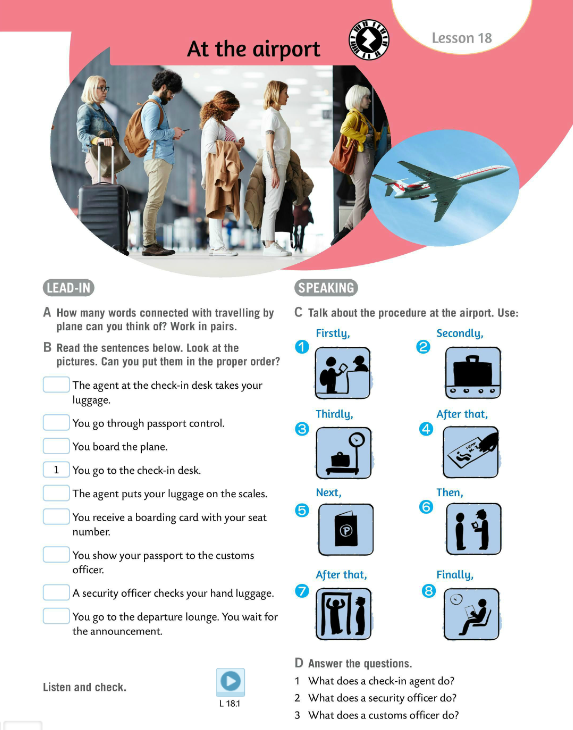 At the airport
Lesson 18
LEAD-IN
A How many words connected with travelling by
plane can you think of? Work in pairs.
B Read the sentences below. Look at the
pictures. Can you put them in the proper order?
The agent at the check-in desk takes your
luggage.
You go through passport control.
You board the plane.
1 You go to the check-in desk.
The agent puts your luggage on the scales.
You receive a boarding card with your seat
number.
You show your passport to the customs
officer.
A security officer checks your hand luggage.
You go to the departure lounge. You wait for
the announcement.
Listen and check.
L 18.1
SPEAKING
C Talk about the procedure at the airport. Use:
Firstly,
1
Secondly,
2
Thirdly,
3
After that,
4
Next,
5
P
Then,
6
After that,
7
Finally,
8
D Answer the questions.
1 What does a check-in agent do?
2 What does a security officer do?
3 What does a customs officer do?